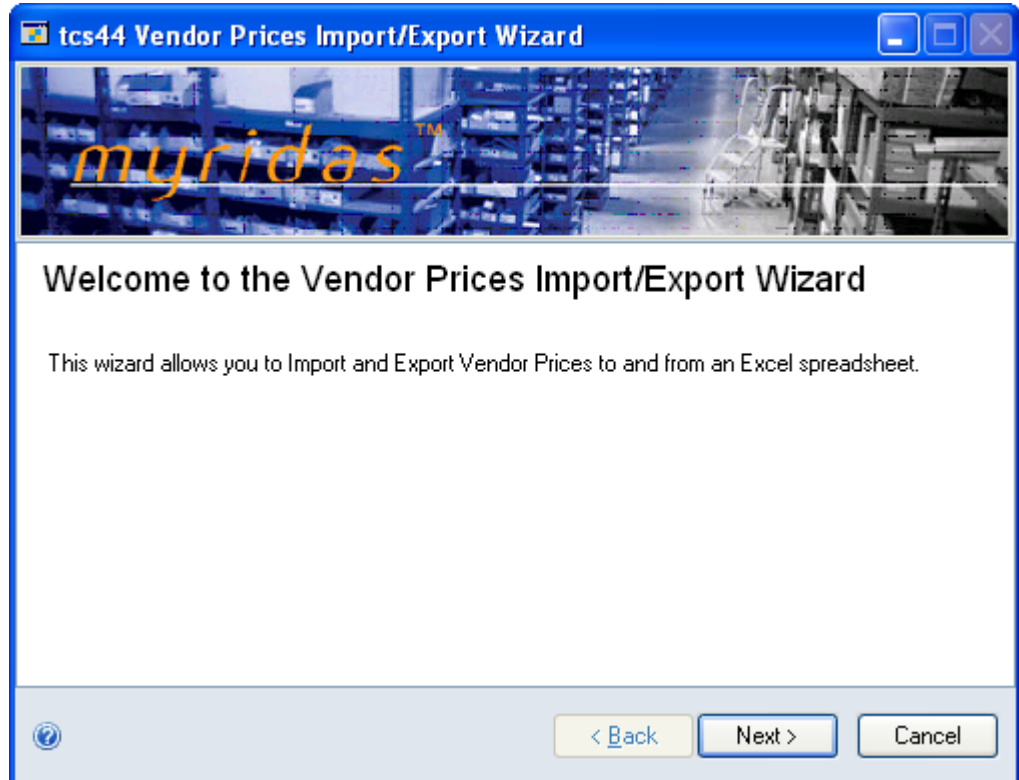 tcs44 Vendor Prices Import/Export Wizard
myridas™
Welcome to the Vendor Prices Import/Export Wizard
This wizard allows you to Import and Export Vendor Prices to and from an Excel spreadsheet.
< Back Next > Cancel